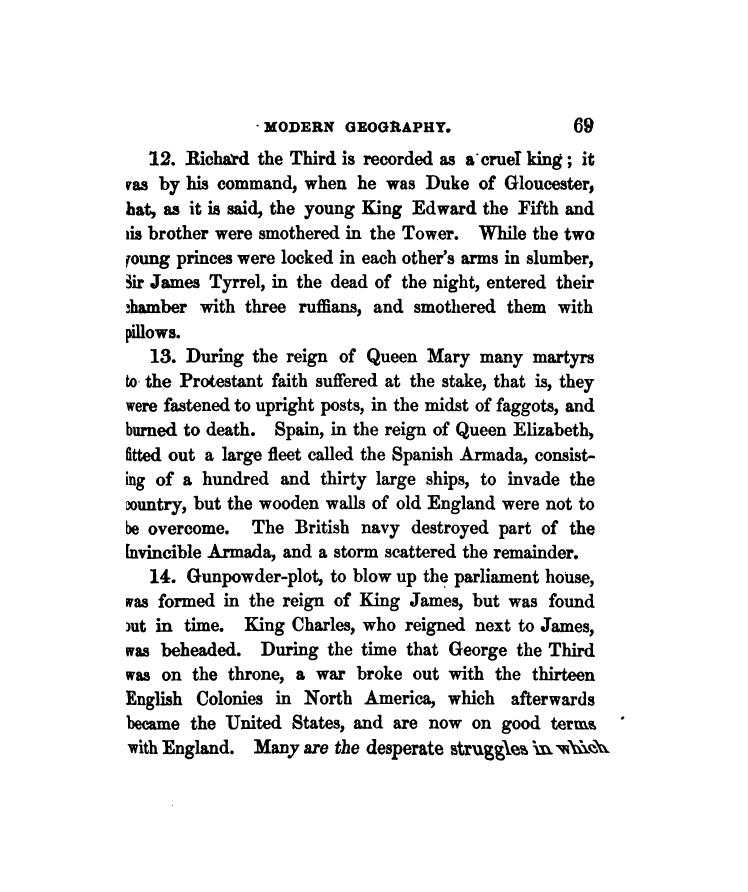 MODERN GEOGRAPHY. 69
12. Richard the Third is recorded as a cruel king; it
was by his command, when he was Duke of Gloucester,
that, as it is said, the young King Edward the Fifth and
his brother were smothered in the Tower. While the two
young princes were locked in each other's arms in slumber,
Sir James Tyrrel, in the dead of the night, entered their
chamber with three ruffians, and smothered them with
pillows.
13. During the reign of Queen Mary many martyrs
to the Protestant faith suffered at the stake, that is, they
were fastened to upright posts, in the midst of faggots, and
burned to death. Spain, in the reign of Queen Elizabeth,
fitted out a large fleet called the Spanish Armada, consist-
ing of a hundred and thirty large ships, to invade the
country, but the wooden walls of old England were not to
be overcome. The British navy destroyed part of the
Invincible Armada, and a storm scattered the remainder.
14. Gunpowder-plot, to blow up the parliament house,
was formed in the reign of King James, but was found
out in time. King Charles, who reigned next to James,
was beheaded. During the time that George the Third
was on the throne, a war broke out with the thirteen
English Colonies in North America, which afterwards
became the United States, and are now on good terms
with England. Many are the desperate struggles in which